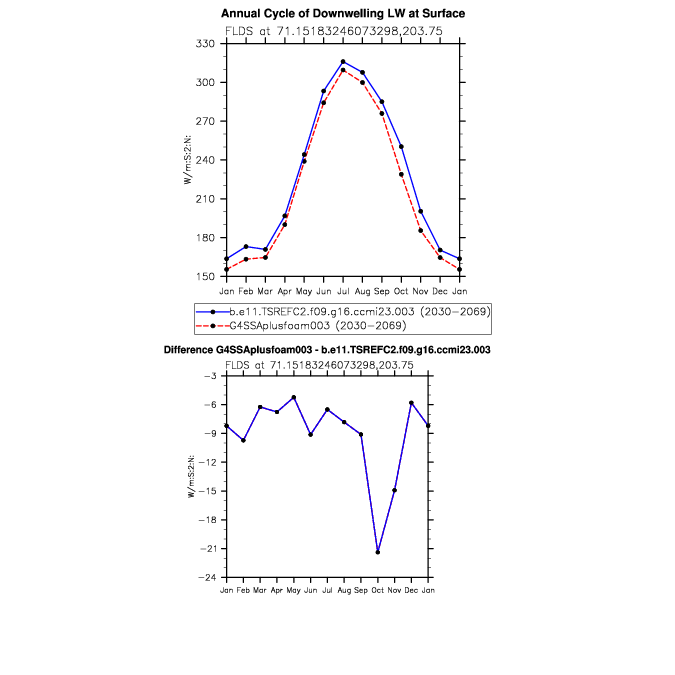 Annual Cycle of Downwelling LW at Surface
FLDS at 71.15183246073298,203.75
330
300
270
240
210
180
150
W/m:S:2:N:
Jan Feb Mar Apr May Jun Jul Aug Sep Oct Nov Dec Jan
b.e11.TSREFC2.f09.g16.ccmi23.003 (2030-2069)
G4SSAplusfoam003 (2030-2069)
Difference G4SSAplusfoam003 - b.e11.TSREFC2.f09.g16.ccmi23.003
FLDS at 71.15183246073298,203.75
-3
-6
-9
-12
-15
-18
-21
-24
W/m:S:2:N:
Jan Feb Mar Apr May Jun Jul Aug Sep Oct Nov Dec Jan